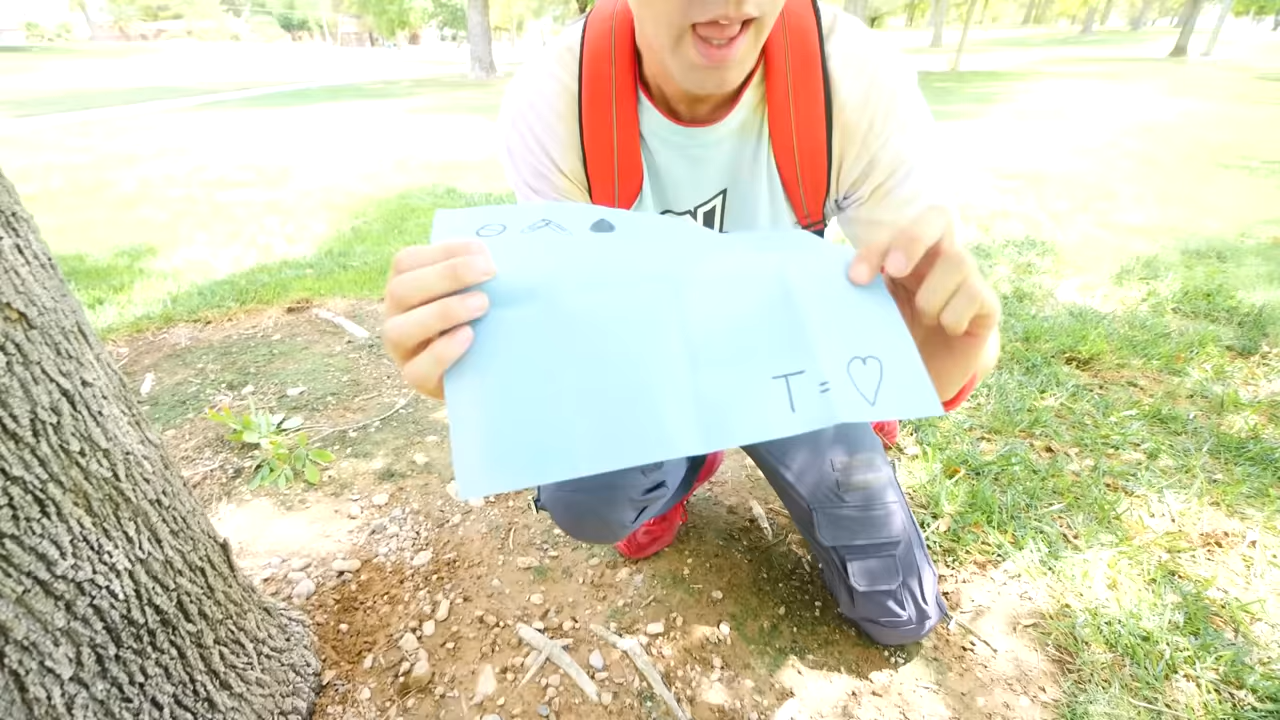 T = ♡